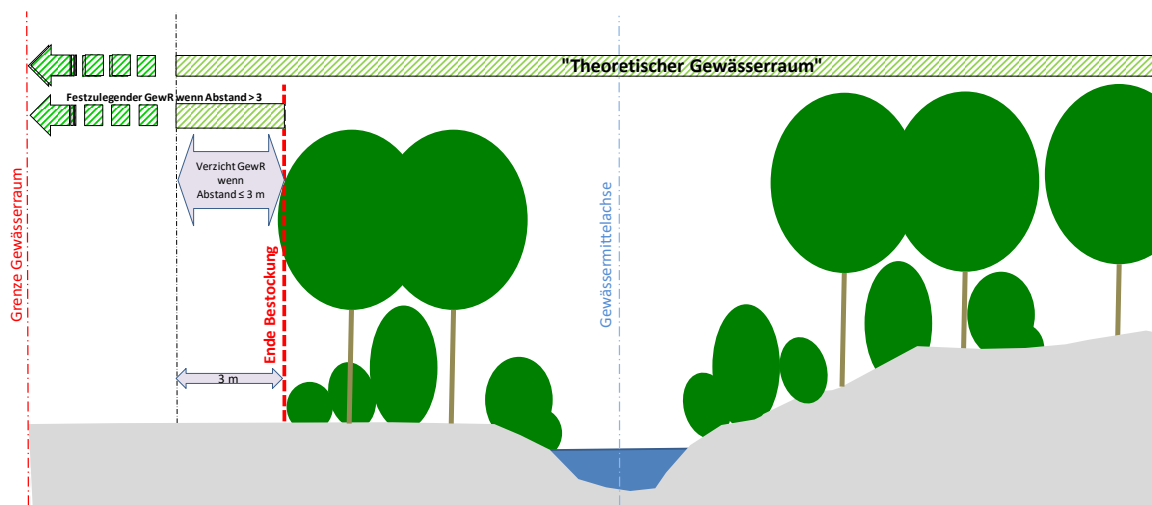 "Theoretischer Gewässerraum"
Festzulegender GewR wenn Abstand > 3
Verzicht GewR
wenn
Abstand ≤ 3 m
Grenze Gewässerraum
Ende Bestockung
Gewässermittelachse
3 m